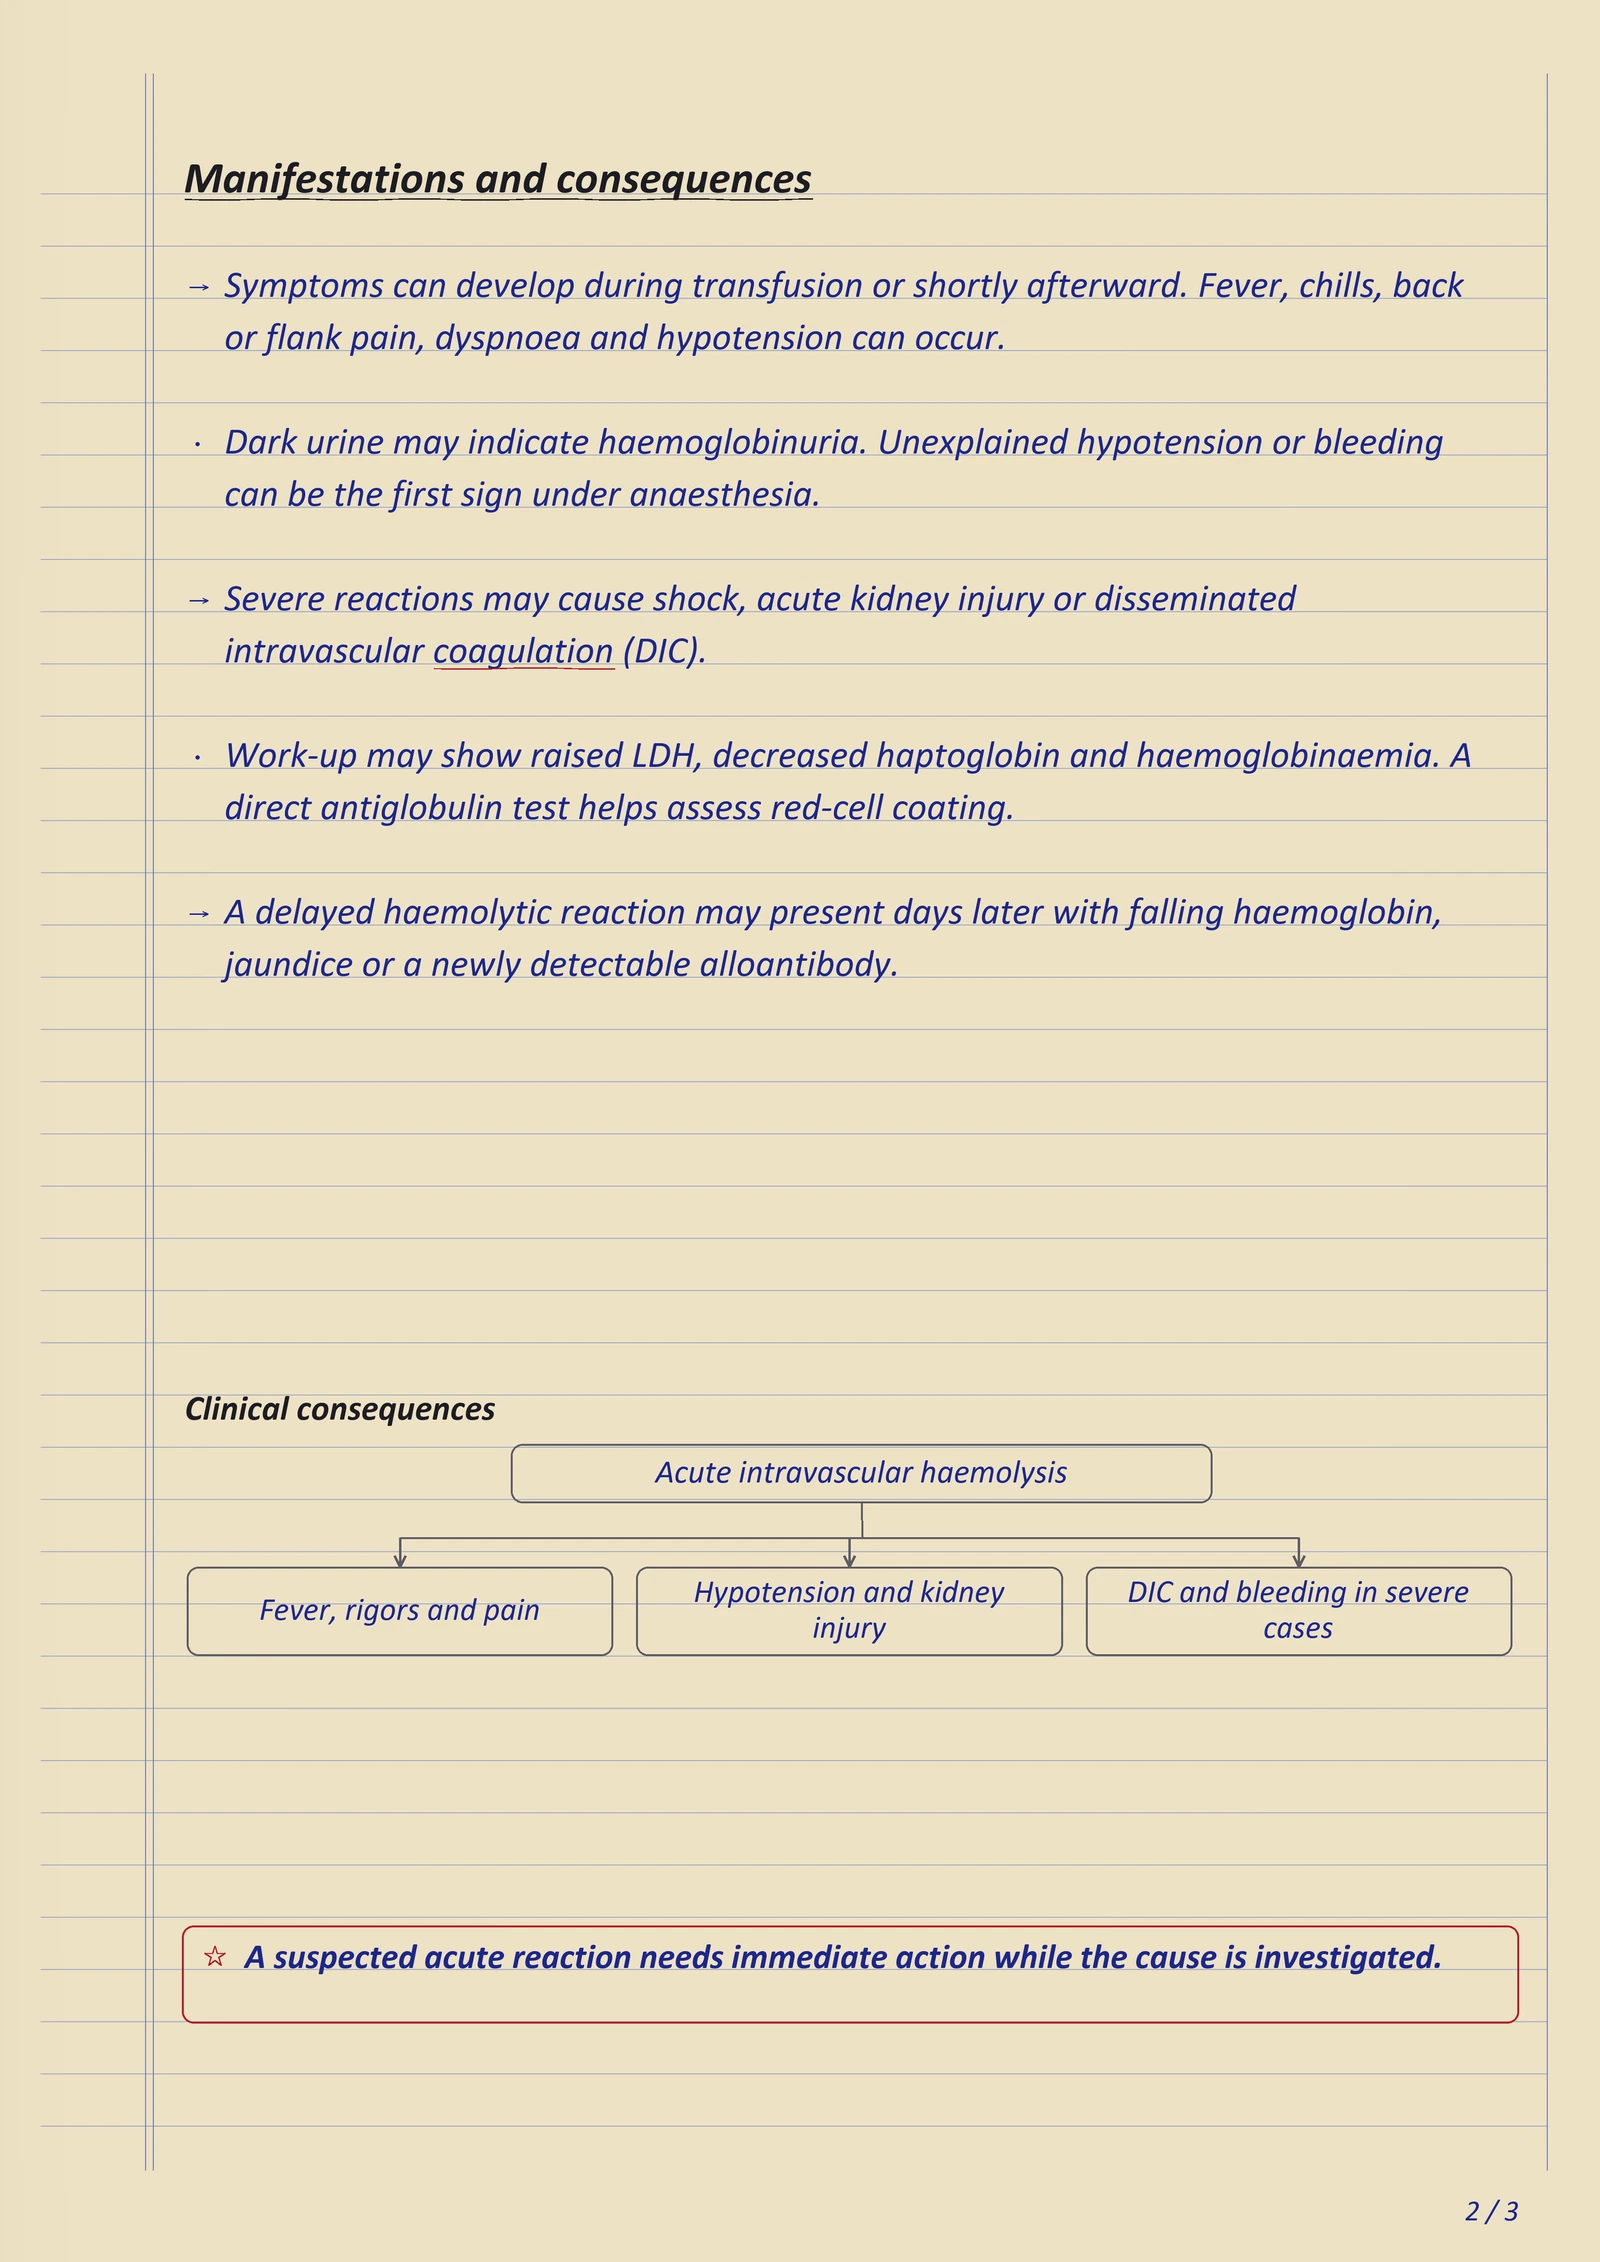 Manifestations and consequences
→ Symptoms can develop during transfusion or shortly afterward. Fever, chills, back
or flank pain, dyspnoea and hypotension can occur.
· Dark urine may indicate haemoglobinuria. Unexplained hypotension or bleeding
can be the first sign under anaesthesia.
→ Severe reactions may cause shock, acute kidney injury or disseminated
intravascular coagulation (DIC).
· Work-up may show raised LDH, decreased haptoglobin and haemoglobinaemia. A
direct antiglobulin test helps assess red-cell coating.
→ A delayed haemolytic reaction may present days later with falling haemoglobin,
jaundice or a newly detectable alloantibody.
Clinical consequences
Acute intravascular haemolysis
Fever, rigors and pain
Hypotension and kidney
injury
DIC and bleeding in severe
cases
☆ A suspected acute reaction needs immediate action while the cause is investigated.
2 / 3